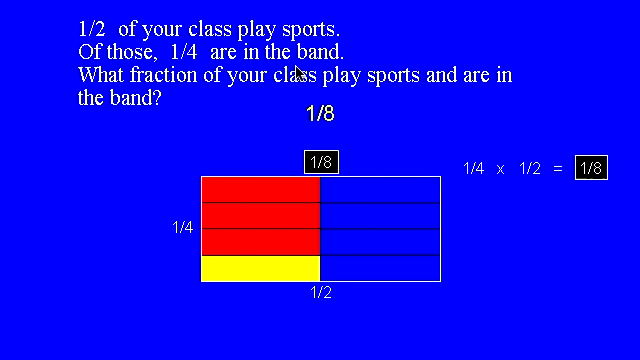 1/2 of your class play sports.
Of those, 1/4 are in the band.
What fraction of your class play sports and are in
the band?
1/8
1/8
1/4 x 1/2 = 1/8
1/4
1/2